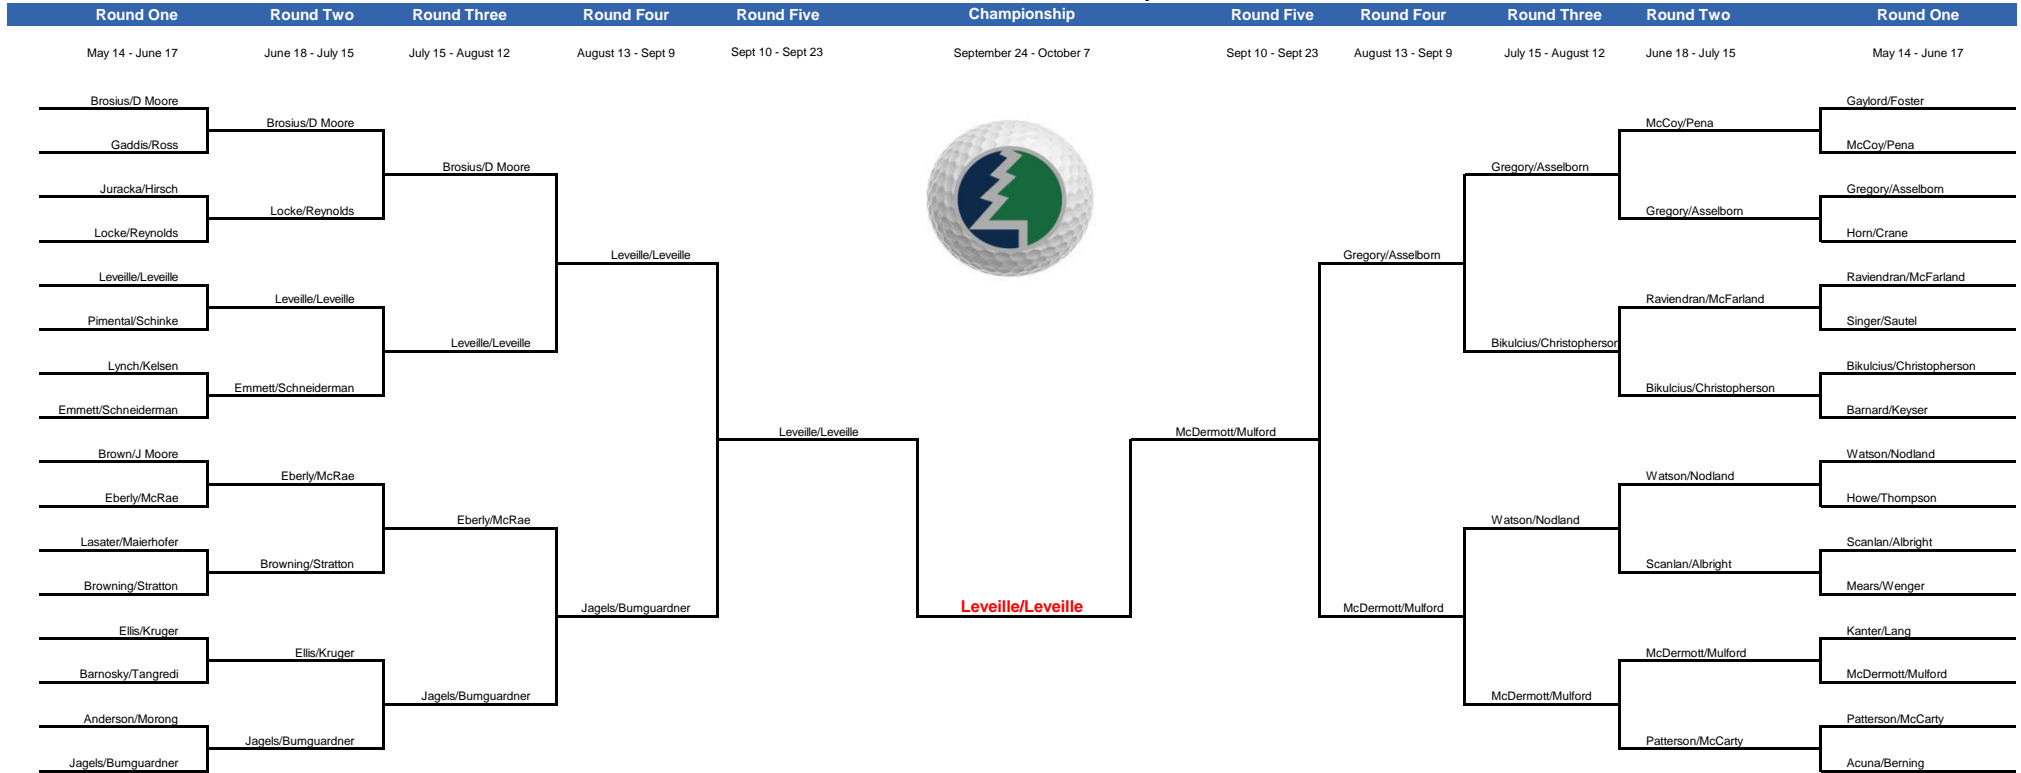 Round One Round Two Round Three Round Four Round Five Championship Round Five Round Four Round Three Round Two Round One
May 14 - June 17 June 18 - July 15 July 15 - August 12 August 13 - Sept 9 Sept 10 - Sept 23 September 24 - October 7 Sept 10 - Sept 23 August 13 - Sept 9 July 15 - August 12 June 18 - July 15 May 14 - June 17
Brosius/D Moore Gaylord/Foster
Brosius/D Moore McCoy/Pena
Gaddis/Ross McCoy/Pena
Brosius/D Moore Gregory/Asselborn
Juracka/Hirsch Gregory/Asselborn
Locke/Reynolds Gregory/Asselborn
Locke/Reynolds Horn/Crane
Leveille/Leveille Gregory/Asselborn
Leveille/Leveille Raviendran/McFarland
Leveille/Leveille Raviendran/McFarland
Pimental/Schinke Singer/Sautel
Leveille/Leveille Bikulcius/Christopherson
Lynch/Kelsen Bikulcius/Christopherson
Emmett/Schneiderman Bikulcius/Christopherson
Emmett/Schneiderman Barnard/Keyser
Leveille/Leveille McDermott/Mulford
Brown/J Moore Watson/Nodland
Eberly/McRae Watson/Nodland
Eberly/McRae Howe/Thompson
Eberly/McRae Watson/Nodland
Lasater/Maierhofer Scanlan/Albright
Browning/Stratton Scanlan/Albright
Browning/Stratton Mears/Wenger
Jagels/Bumguardner Leveille/Leveille McDermott/Mulford
Ellis/Kruger Kanter/Lang
Ellis/Kruger McDermott/Mulford
Barnosky/Tangredi McDermott/Mulford
Jagels/Bumguardner McDermott/Mulford
Anderson/Morong Patterson/McCarty
Jagels/Bumguardner Patterson/McCarty
Jagels/Bumguardner Acuna/Berning